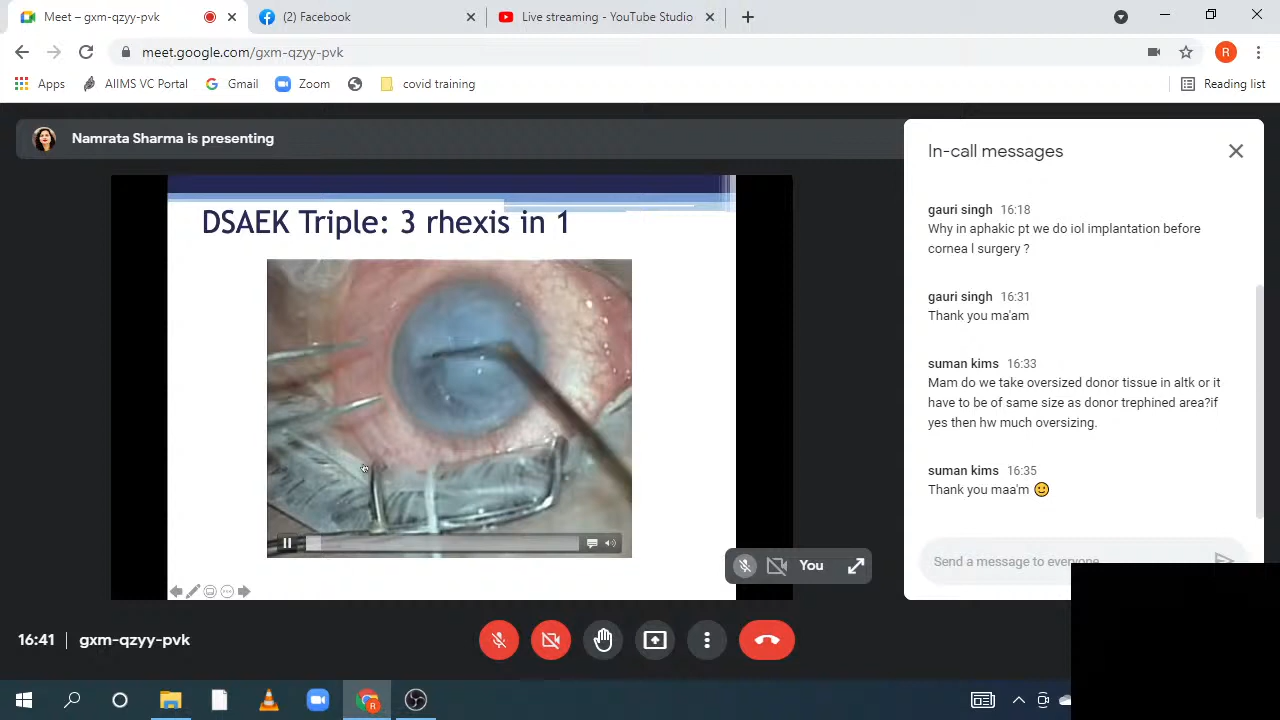 Meet – gxm-qzyy-pvk
(2) Facebook
Live streaming - YouTube Studio
meet.google.com/gxm-qzyy-pvk
R
Apps
AIIMS VC Portal
Gmail
Zoom
covid training
Reading list
Namrata Sharma is presenting
DSAEK Triple: 3 rhexis in 1
You
In-call messages
gauri singh 16:18
Why in aphakic pt we do iol implantation before
cornea l surgery ?
gauri singh 16:31
Thank you ma'am
suman kims 16:33
Mam do we take oversized donor tissue in altk or it
have to be of same size as donor trephined area?if
yes then hw much oversizing.
suman kims 16:35
Thank you maa'm 🙂
Send a message to everyone
16:41 | gxm-qzyy-pvk
R